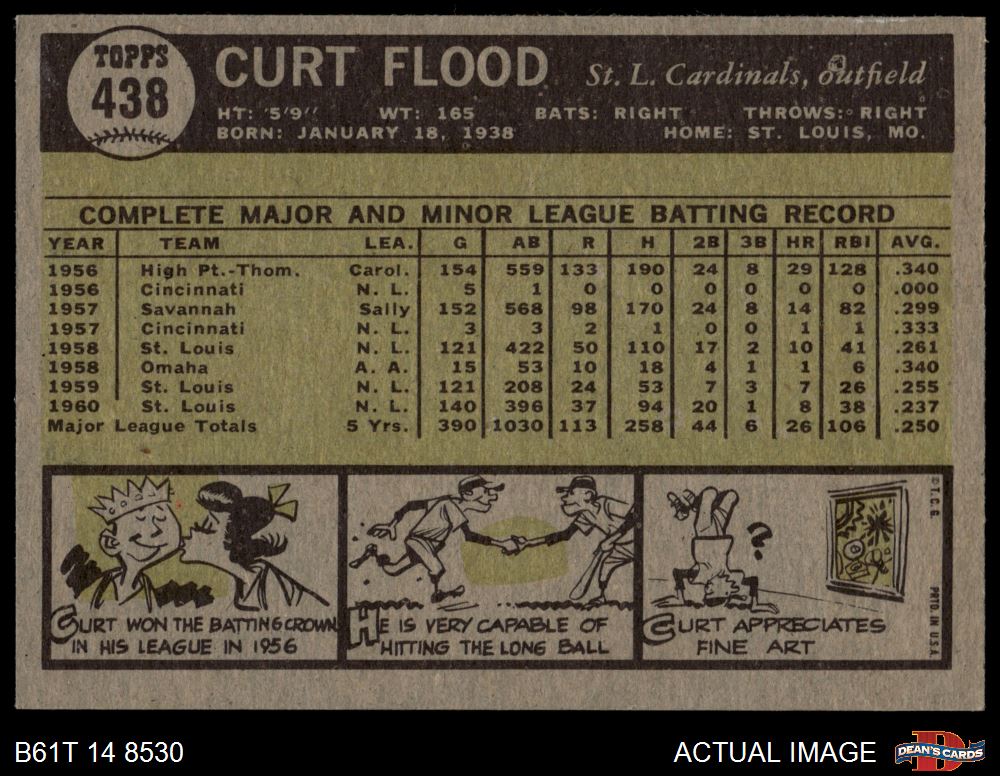 TOPPS
438
CURT FLOOD St. L. Cardinals, outfield
HT: 5'9" WT: 165 BATS: RIGHT THROWS: RIGHT
BORN: JANUARY 18, 1938 HOME: ST. LOUIS, MO.
COMPLETE MAJOR AND MINOR LEAGUE BATTING RECORD
YEAR TEAM LEA. G AB R H 2B 3B HR RBI AVG.
1956 High Pt.-Thom. Carol. 154 559 133 190 24 8 29 128 .340
1956 Cincinnati N. L. 5 1 0 0 0 0 0 0 .000
1957 Savannah Sally 152 568 98 170 24 8 14 82 .299
1957 Cincinnati N. L. 3 3 2 1 0 0 1 1 .333
1958 St. Louis N. L. 121 422 50 110 17 2 10 41 .261
1958 Omaha A. A. 15 53 10 18 4 1 1 6 .340
1959 St. Louis N. L. 121 208 24 53 7 3 7 26 .255
1960 St. Louis N. L. 140 396 37 94 20 1 8 38 .237
Major League Totals 5 Yrs. 390 1030 113 258 44 6 26 106 .250
CURT WON THE BATTING CROWN
IN HIS LEAGUE IN 1956
HE IS VERY CAPABLE OF
HITTING THE LONG BALL
?
CURT APPRECIATES
FINE ART
© T. C. G.
PRTD. IN U.S.A.
B61T 14 8530
ACTUAL IMAGE
DEAN'S CARDS